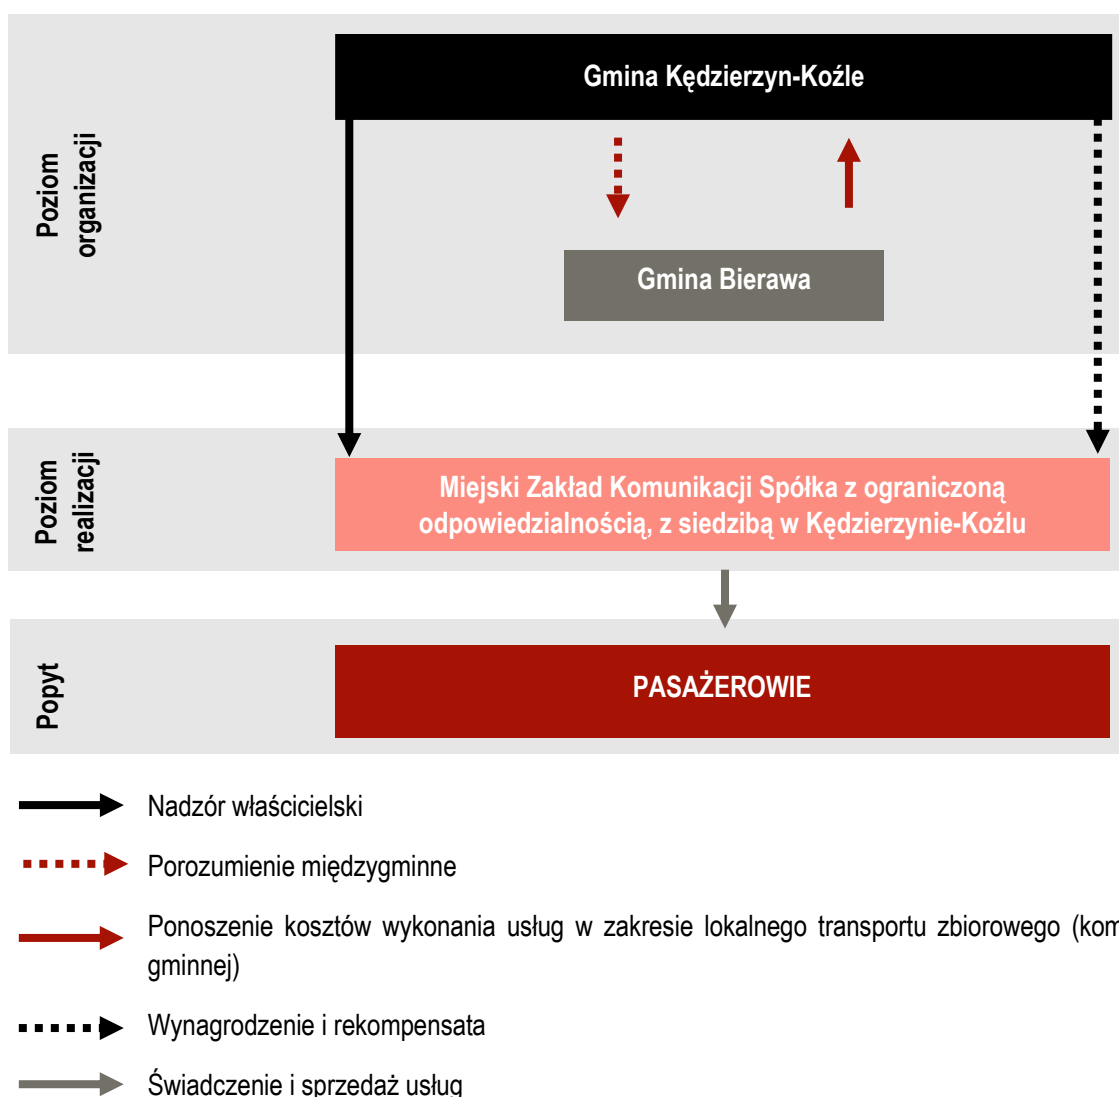 Gmina Kędzierzyn-Koźle
Poziom
organizacji
Gmina Bierawa
Poziom
realizacji
Miejski Zakład Komunikacji Spółka z ograniczoną
odpowiedzialnością, z siedzibą w Kędzierzynie-Koźlu
Popyt
PASAŻEROWIE
Nadzór właścicielski
Porozumienie międzygminne
Ponoszenie kosztów wykonania usług w zakresie lokalnego transportu zbiorowego
gminnej)
Wynagrodzenie i rekompensata
Świadczenie i sprzedaż usług